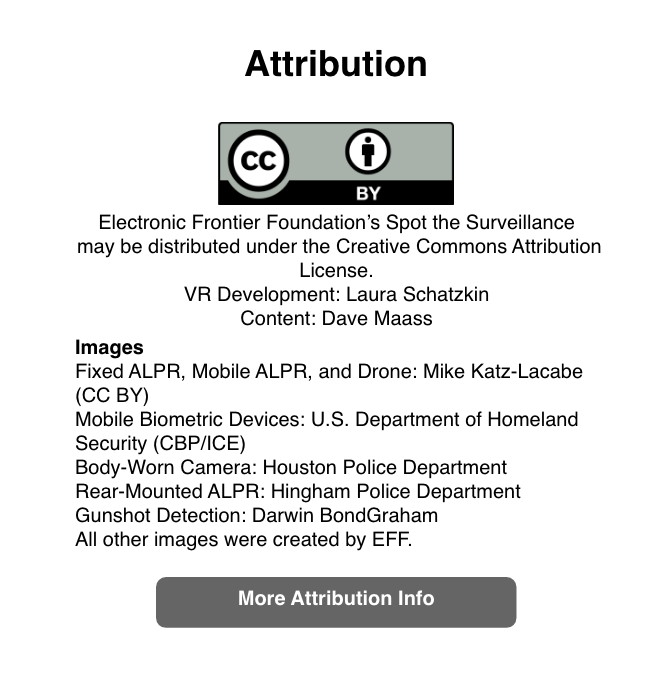 Attribution
CC
BY
Electronic Frontier Foundation’s Spot the Surveillance
may be distributed under the Creative Commons Attribution
License.
VR Development: Laura Schatzkin
Content: Dave Maass
Images
Fixed ALPR, Mobile ALPR, and Drone: Mike Katz-Lacabe
(CC BY)
Mobile Biometric Devices: U.S. Department of Homeland
Security (CBP/ICE)
Body-Worn Camera: Houston Police Department
Rear-Mounted ALPR: Hingham Police Department
Gunshot Detection: Darwin BondGraham
All other images were created by EFF.
More Attribution Info